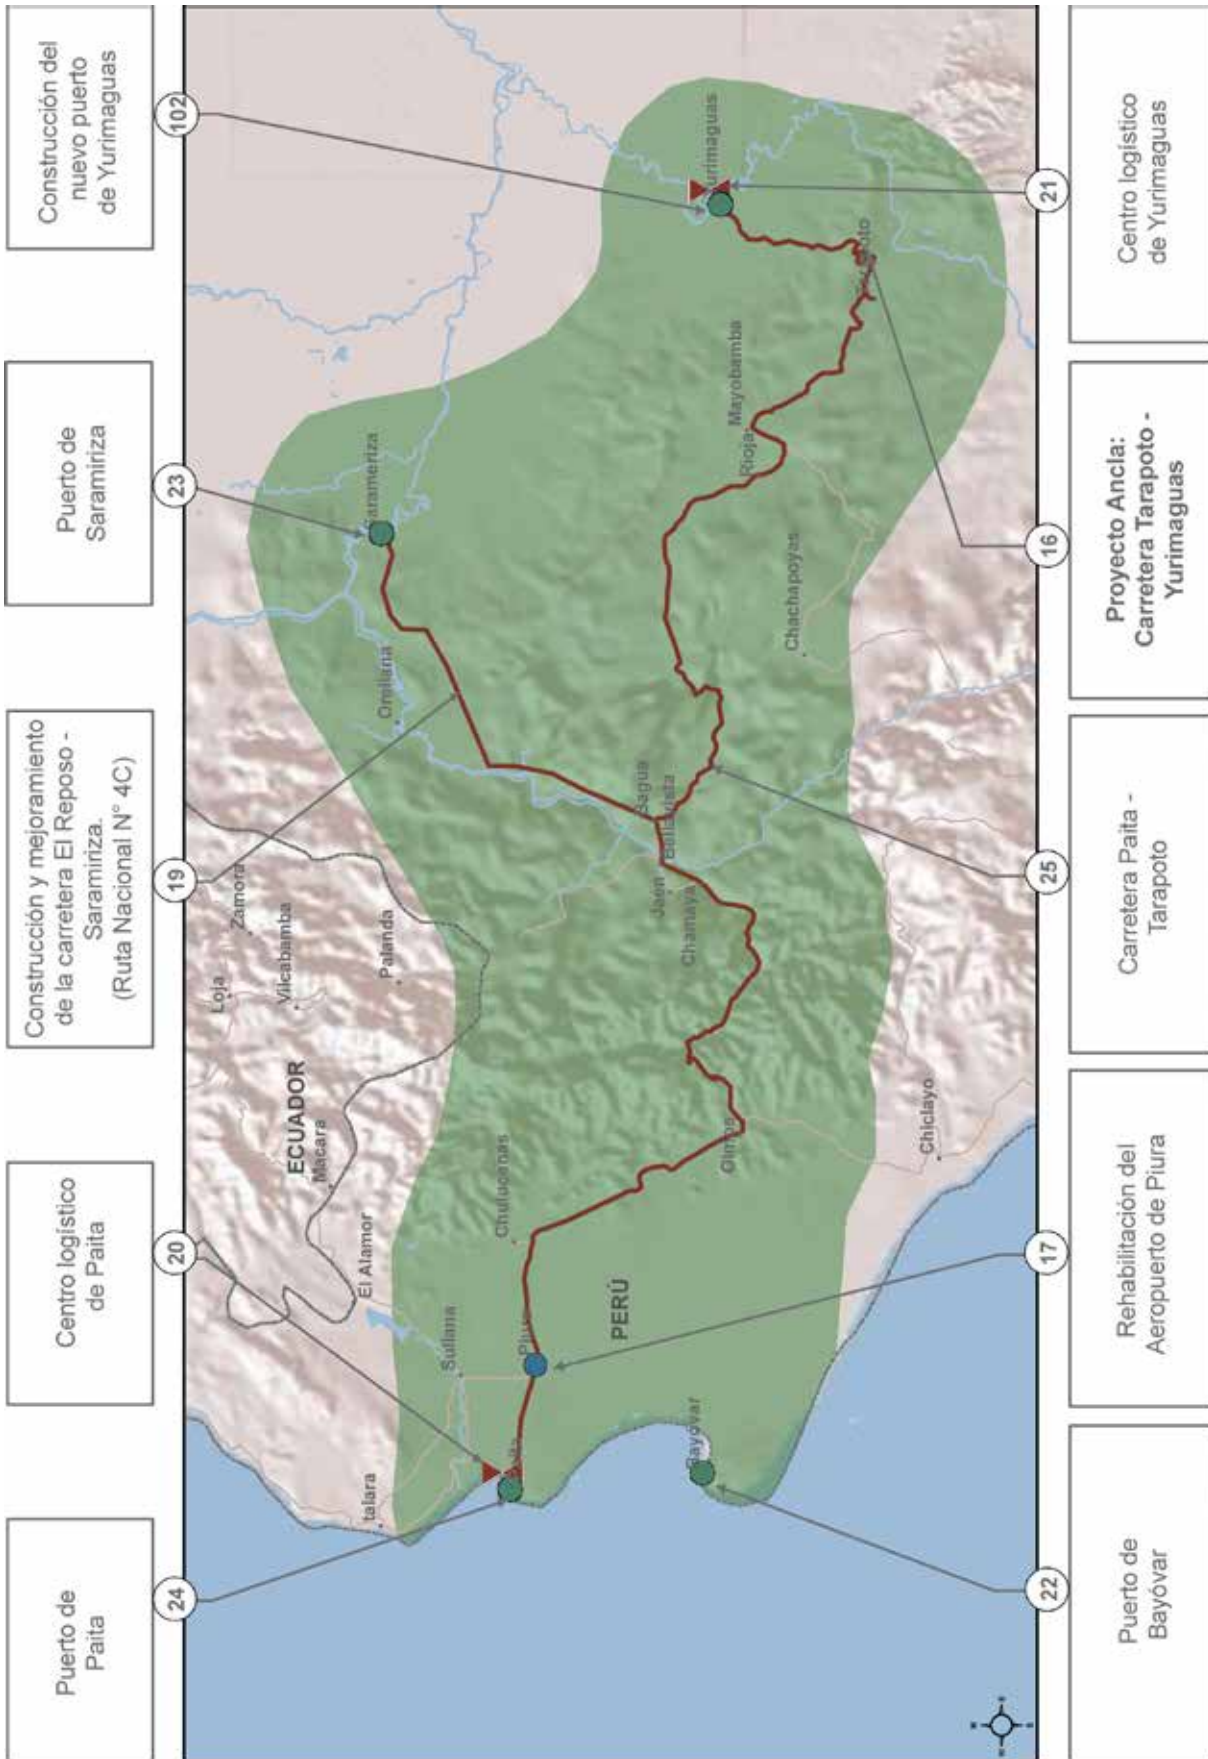 Puerto de
Paita
Centro logístico
de Paita
Construcción y mejoramiento
de la carretera El Reposo -
Saramiriza.
(Ruta Nacional N° 4C)
Puerto de
Saramiriza
Construcción del
nuevo puerto
de Yurimaguas
24
20
19
23
102
talara
Sullana
El Alamor
Macara
ECUADOR
Loja
Vilcabamba
Zamora
Palanda
Chulucanas
Piura
PERÚ
Bayóvar
Olmos
Chiclayo
Jaén
Chamaya
Bellavista
Bagua
Orellana
Sarameriza
Chachapoyas
Rioja
Mayobamba
Yurimaguas
22
17
25
16
21
Puerto de
Bayóvar
Rehabilitación del
Aeropuerto de Piura
Carretera Paita -
Tarapoto
Proyecto Ancla:
Carretera Tarapoto -
Yurimaguas
Centro logístico
de Yurimaguas